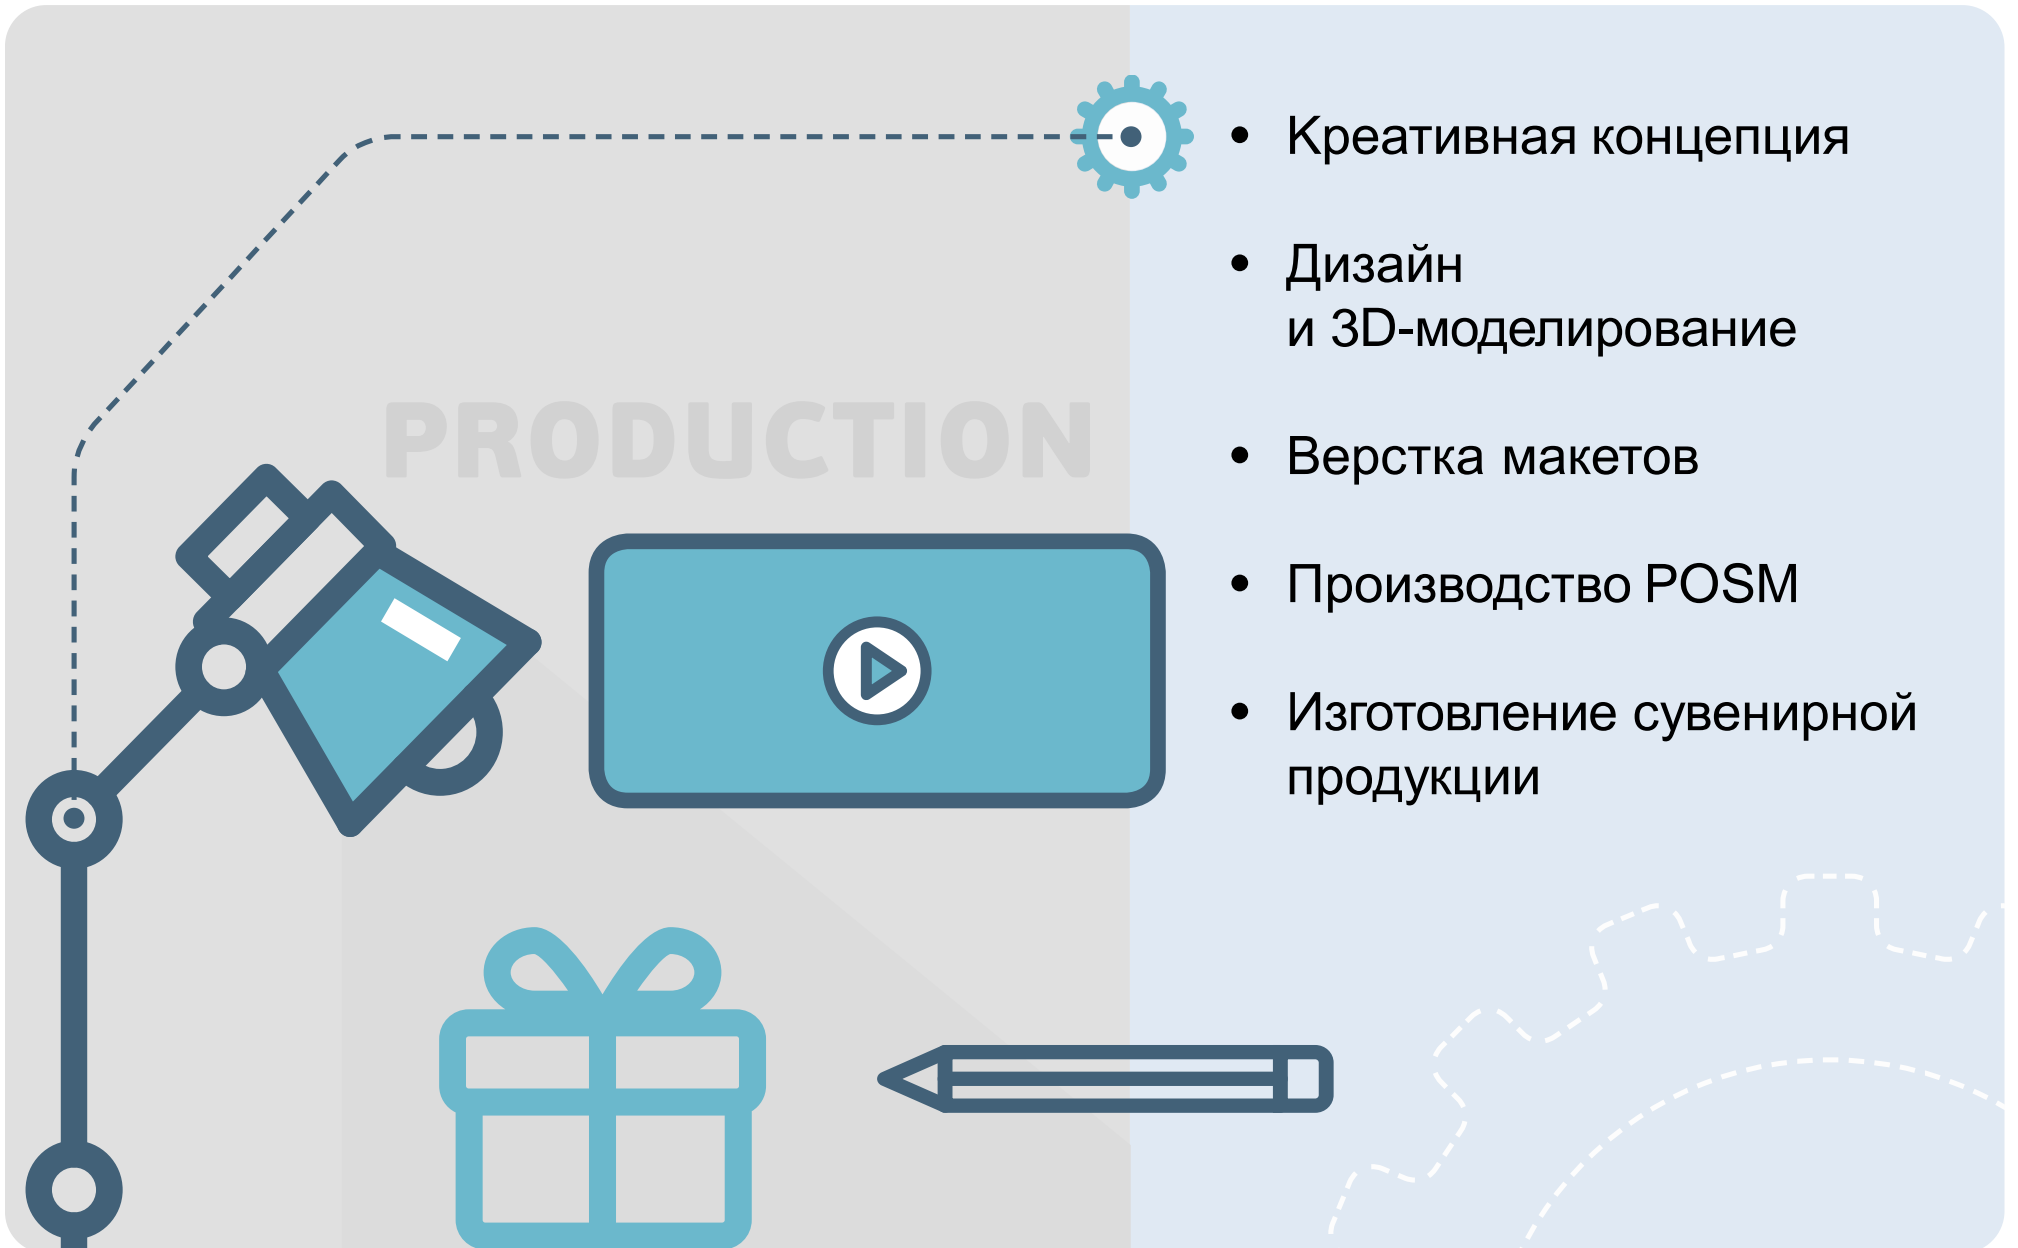 PRODUCTION
• Креативная концепция
• Дизайн
и 3D-моделирование
• Верстка макетов
• Производство POSM
• Изготовление сувенирной
продукции